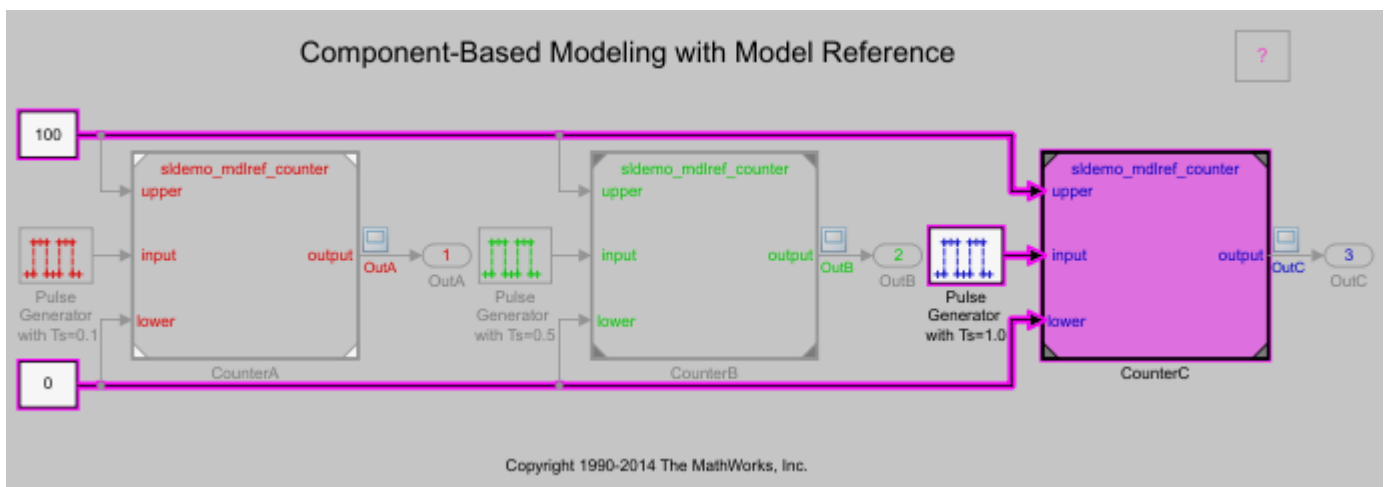 Component-Based Modeling with Model Reference
?
100
sldemo_mdlref_counter
upper
input
output
lower
OutA
1
OutA
Pulse
Generator
with Ts=0.1
CounterA
sldemo_mdlref_counter
upper
input
output
lower
OutB
2
OutB
Pulse
Generator
with Ts=0.5
CounterB
sldemo_mdlref_counter
upper
input
output
lower
OutC
3
OutC
Pulse
Generator
with Ts=1.0
CounterC
0
Copyright 1990-2014 The MathWorks, Inc.